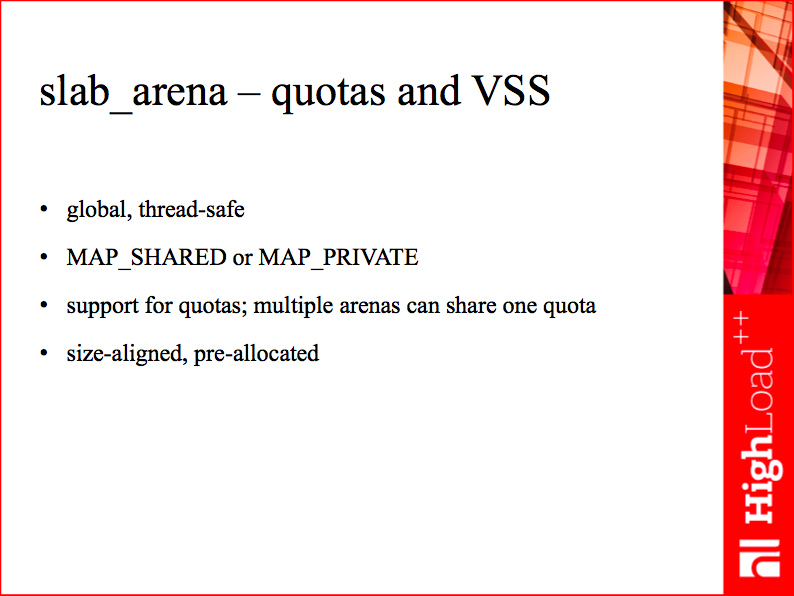 slab_arena – quotas and VSS
• global, thread-safe
• MAP_SHARED or MAP_PRIVATE
• support for quotas; multiple arenas can share one quota
• size-aligned, pre-allocated
HighLoad++